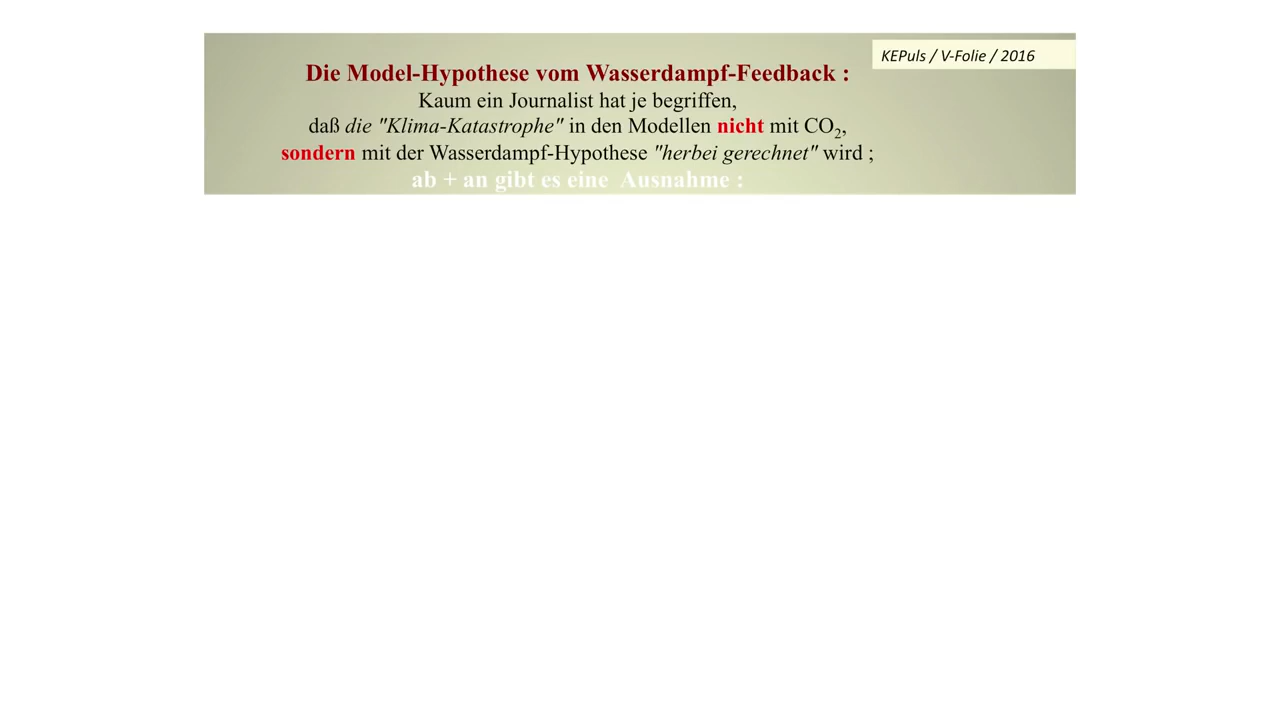 KEPuls / V-Folie / 2016
Die Model-Hypothese vom Wasserdampf-Feedback :
Kaum ein Journalist hat je begriffen,
daß die "Klima-Katastrophe" in den Modellen nicht mit CO₂,
sondern mit der Wasserdampf-Hypothese "herbei gerechnet" wird ;
ab + an gibt es eine Ausnahme :